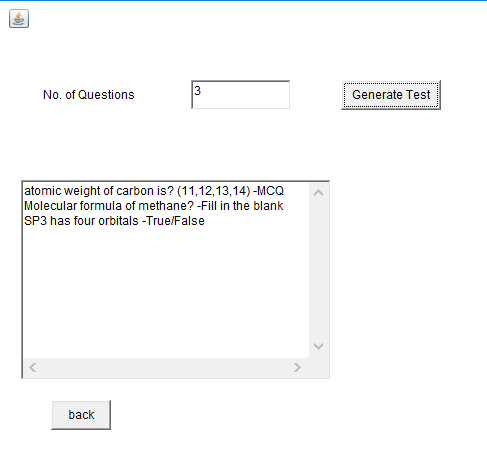 No. of Questions 3 Generate Test
atomic weight of carbon is? (11,12,13,14) -MCQ
Molecular formula of methane? -Fill in the blank
SP3 has four orbitals -True/False
back